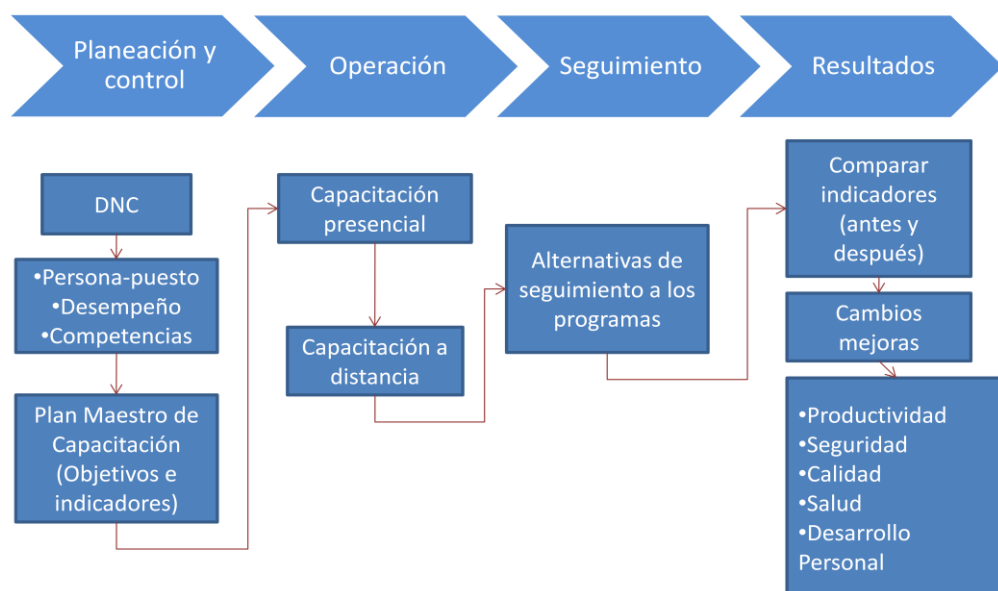 Planeación y
control
Operación
Seguimiento
Resultados
DNC
•Persona-puesto
•Desempeño
•Competencias
Plan Maestro de
Capacitación
(Objetivos e
indicadores)
Capacitación
presencial
Capacitación a
distancia
Alternativas de
seguimiento a los
programas
Comparar
indicadores
(antes y
después)
Cambios
mejoras
•Productividad
•Seguridad
•Calidad
•Salud
•Desarrollo
Personal